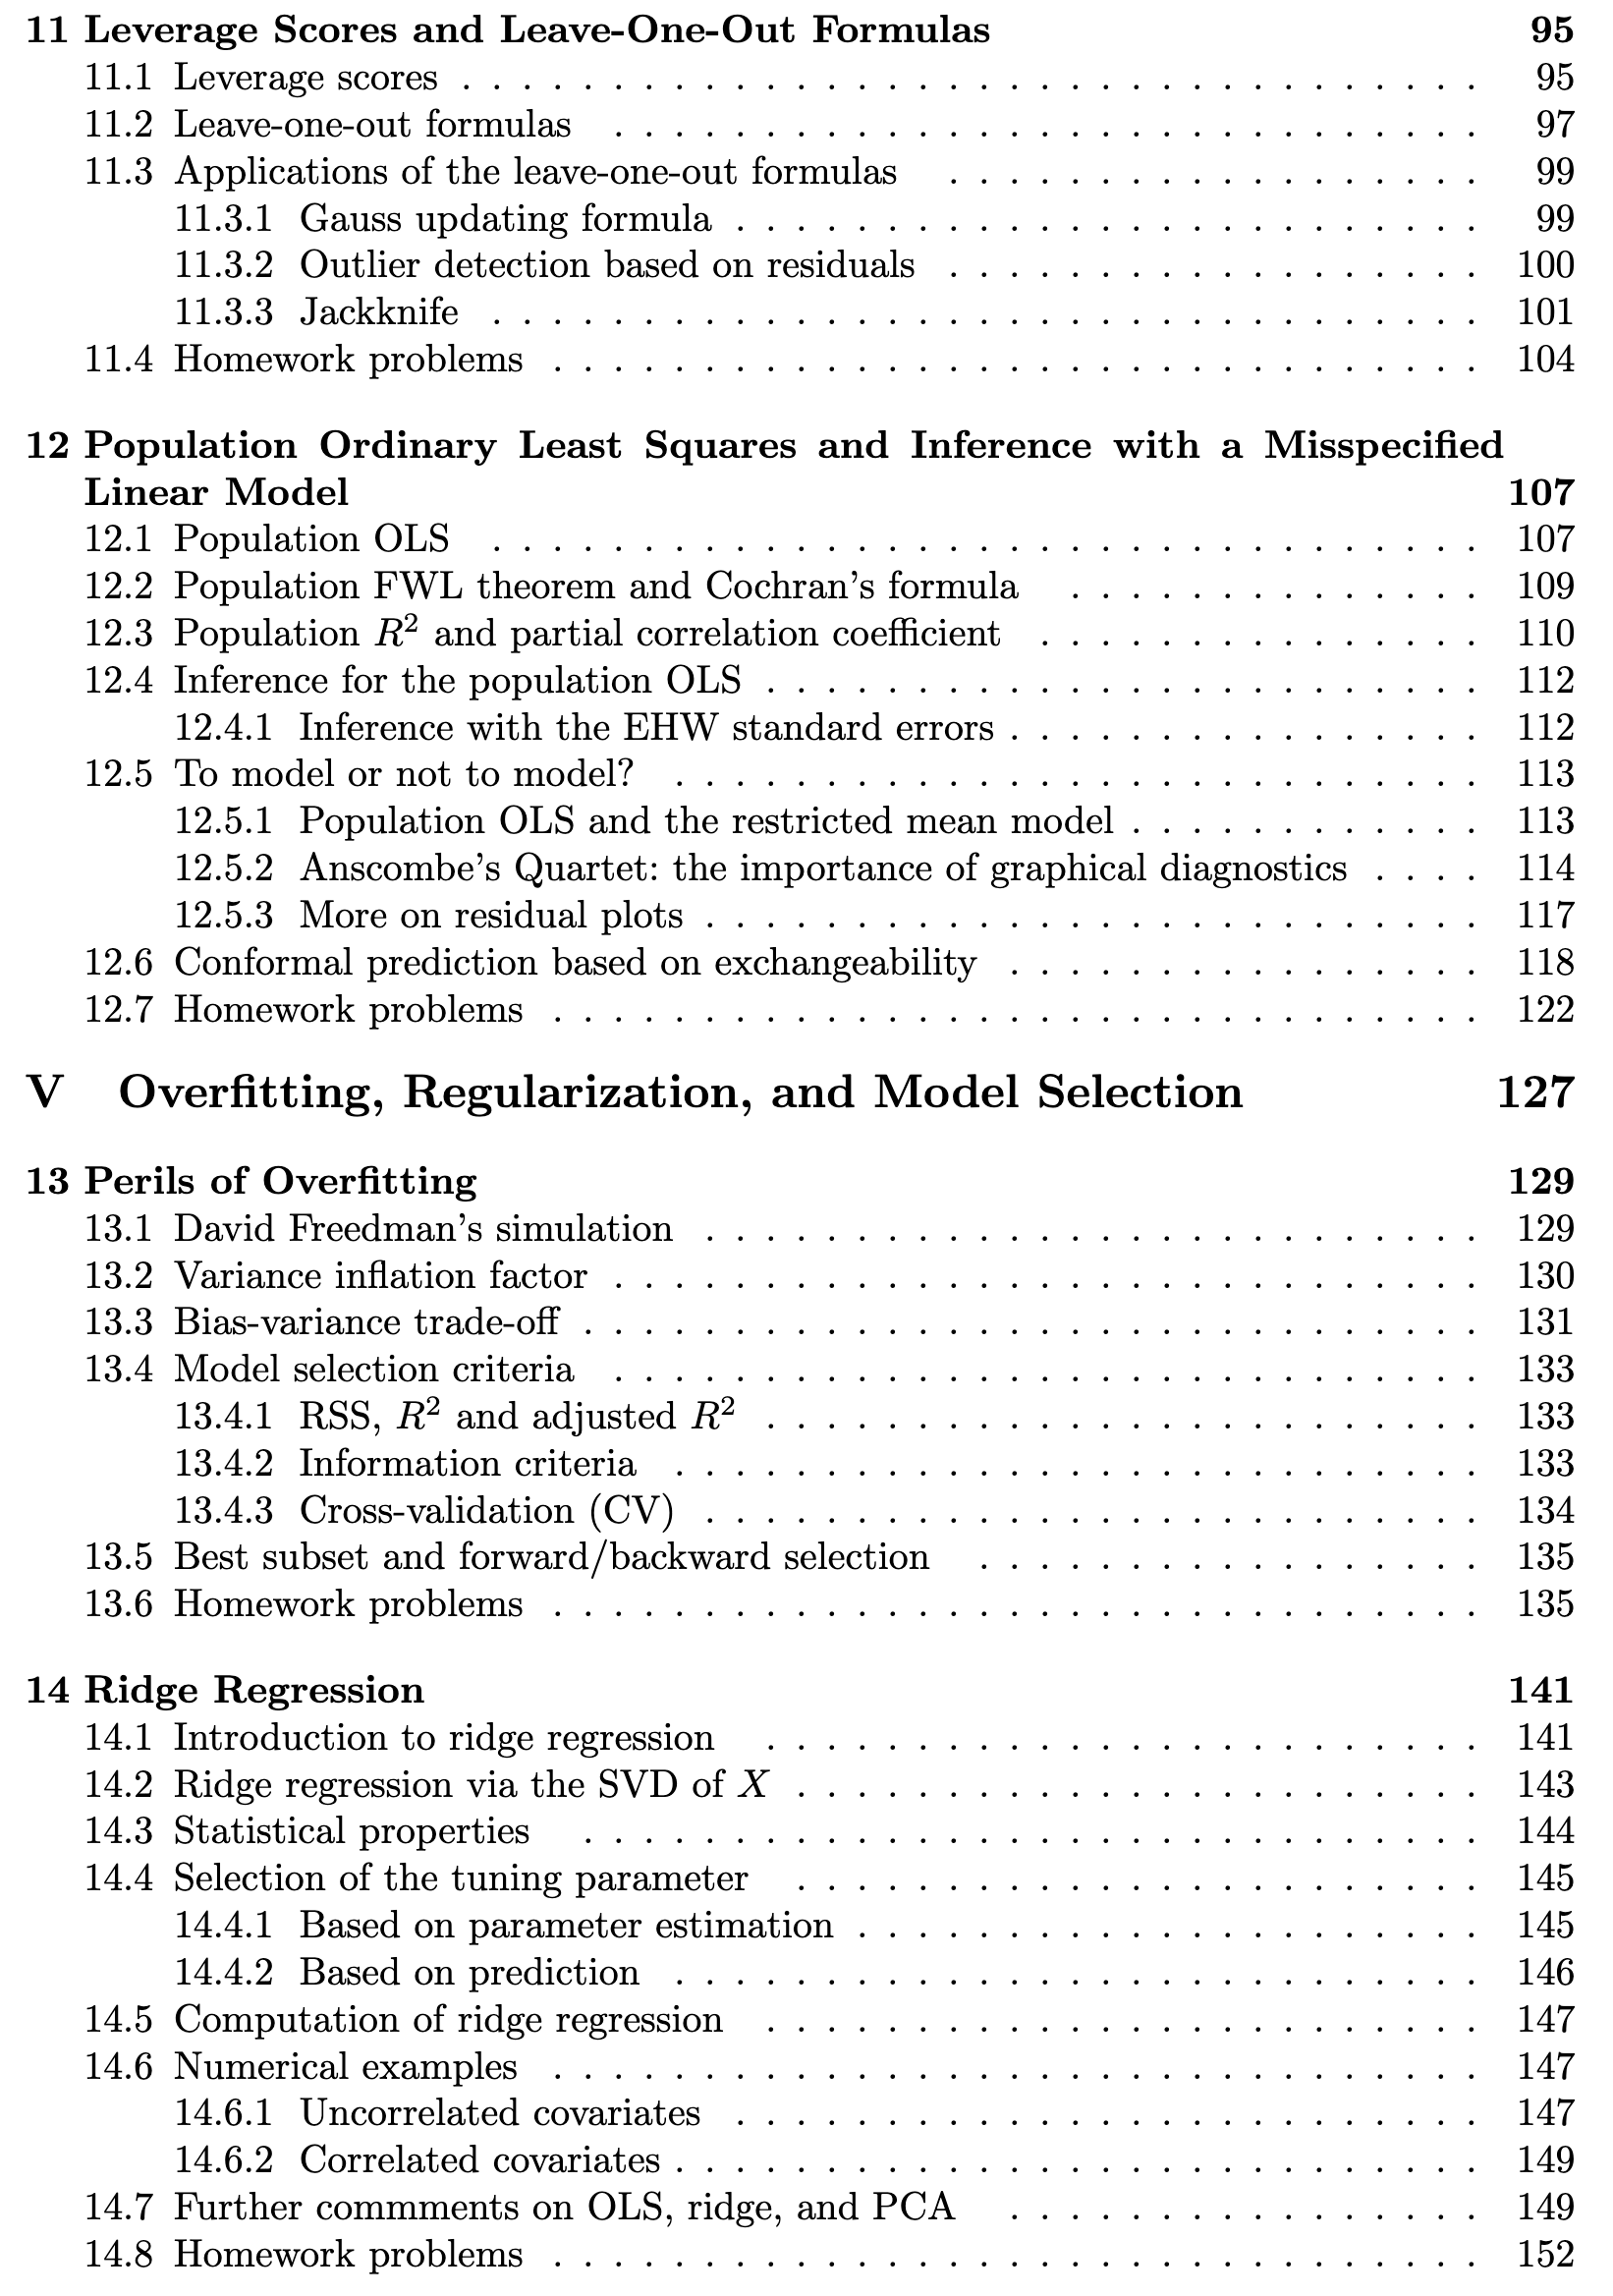 11 Leverage Scores and Leave-One-Out Formulas 95
11.1 Leverage scores . . . . . . . . . . . . . . . . . . . . . . . . . . . . . . . . . . 95
11.2 Leave-one-out formulas . . . . . . . . . . . . . . . . . . . . . . . . . . . . . 97
11.3 Applications of the leave-one-out formulas . . . . . . . . . . . . . . . . . . 99
11.3.1 Gauss updating formula . . . . . . . . . . . . . . . . . . . . . . . . . 99
11.3.2 Outlier detection based on residuals . . . . . . . . . . . . . . . . . . 100
11.3.3 Jackknife . . . . . . . . . . . . . . . . . . . . . . . . . . . . . . . . . 101
11.4 Homework problems . . . . . . . . . . . . . . . . . . . . . . . . . . . . . . . 104
12 Population Ordinary Least Squares and Inference with a Misspecified
Linear Model 107
12.1 Population OLS . . . . . . . . . . . . . . . . . . . . . . . . . . . . . . . . . 107
12.2 Population FWL theorem and Cochran's formula . . . . . . . . . . . . . . 109
12.3 Population R² and partial correlation coefficient . . . . . . . . . . . . . . . 110
12.4 Inference for the population OLS . . . . . . . . . . . . . . . . . . . . . . . . 112
12.4.1 Inference with the EHW standard errors . . . . . . . . . . . . . . . . 112
12.5 To model or not to model? . . . . . . . . . . . . . . . . . . . . . . . . . . . 113
12.5.1 Population OLS and the restricted mean model . . . . . . . . . . . . 113
12.5.2 Anscombe's Quartet: the importance of graphical diagnostics . . . . 114
12.5.3 More on residual plots . . . . . . . . . . . . . . . . . . . . . . . . . . 117
12.6 Conformal prediction based on exchangeability . . . . . . . . . . . . . . . . 118
12.7 Homework problems . . . . . . . . . . . . . . . . . . . . . . . . . . . . . . . 122
V Overfitting, Regularization, and Model Selection 127
13 Perils of Overfitting 129
13.1 David Freedman's simulation . . . . . . . . . . . . . . . . . . . . . . . . . . 129
13.2 Variance inflation factor . . . . . . . . . . . . . . . . . . . . . . . . . . . . . 130
13.3 Bias-variance trade-off . . . . . . . . . . . . . . . . . . . . . . . . . . . . . . 131
13.4 Model selection criteria . . . . . . . . . . . . . . . . . . . . . . . . . . . . . 133
13.4.1 RSS, R² and adjusted R² . . . . . . . . . . . . . . . . . . . . . . . . 133
13.4.2 Information criteria . . . . . . . . . . . . . . . . . . . . . . . . . . . 133
13.4.3 Cross-validation (CV) . . . . . . . . . . . . . . . . . . . . . . . . . . 134
13.5 Best subset and forward/backward selection . . . . . . . . . . . . . . . . . 135
13.6 Homework problems . . . . . . . . . . . . . . . . . . . . . . . . . . . . . . . 135
14 Ridge Regression 141
14.1 Introduction to ridge regression . . . . . . . . . . . . . . . . . . . . . . . . 141
14.2 Ridge regression via the SVD of X . . . . . . . . . . . . . . . . . . . . . . . 143
14.3 Statistical properties . . . . . . . . . . . . . . . . . . . . . . . . . . . . . . 144
14.4 Selection of the tuning parameter . . . . . . . . . . . . . . . . . . . . . . . 145
14.4.1 Based on parameter estimation . . . . . . . . . . . . . . . . . . . . . 145
14.4.2 Based on prediction . . . . . . . . . . . . . . . . . . . . . . . . . . . 146
14.5 Computation of ridge regression . . . . . . . . . . . . . . . . . . . . . . . . 147
14.6 Numerical examples . . . . . . . . . . . . . . . . . . . . . . . . . . . . . . . 147
14.6.1 Uncorrelated covariates . . . . . . . . . . . . . . . . . . . . . . . . . 147
14.6.2 Correlated covariates . . . . . . . . . . . . . . . . . . . . . . . . . . . 149
14.7 Further commments on OLS, ridge, and PCA . . . . . . . . . . . . . . . . 149
14.8 Homework problems . . . . . . . . . . . . . . . . . . . . . . . . . . . . . . . 152